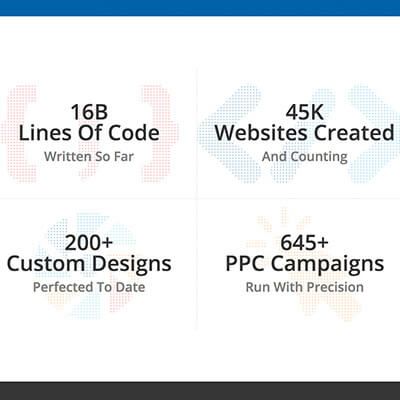 16B
Lines Of Code
Written So Far
45K
Websites Created
And Counting
200+
Custom Designs
Perfected To Date
645+
PPC Campaigns
Run With Precision